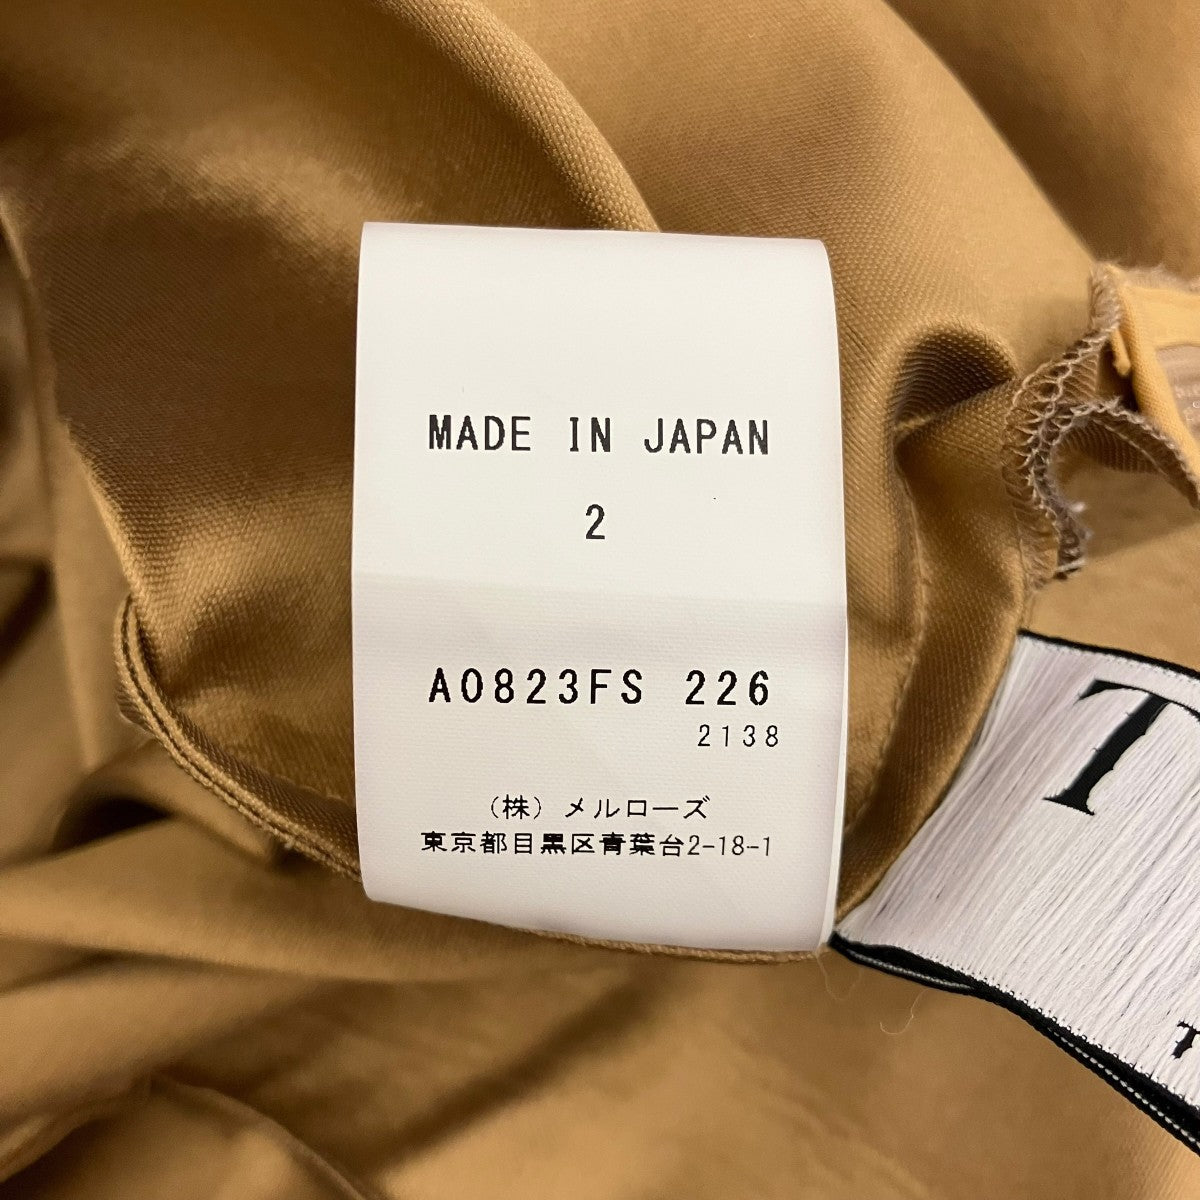 MADE IN JAPAN
2
A0823FS 226
2138
（株）メルローズ
東京都目黒区青葉台2-18-1
T
T